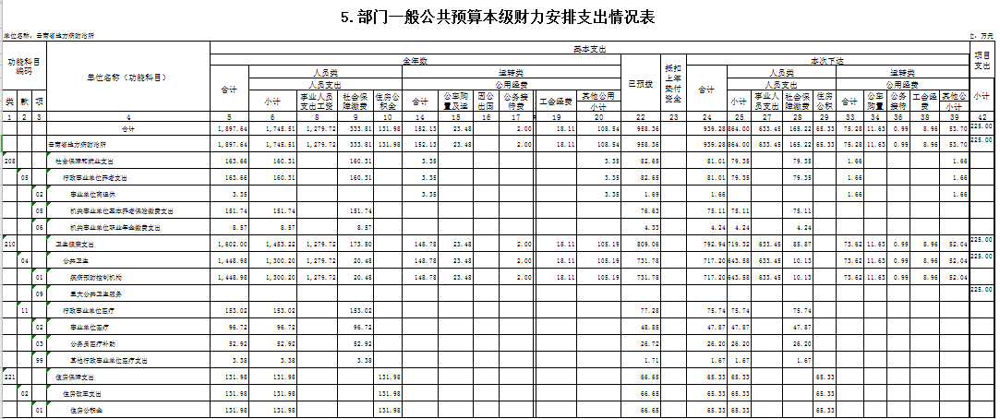 5.部门一般公共预算本级财力安排支出情况表
单位名称：云南省地方病防治所 万元
功能科目编码 单位名称（功能科目） 基本支出 项目支出
全年数 已预拨 抵扣上年垫付资金 本次下达
合计 人员类 运转类 合计 人员类 运转类 小计
人员支出 公用经费 人员支出 公用经费
类 款 项 小计 事业人员支出工资 社会保障缴费 住房公积金 合计 公车购置及运 因公出国 公务接待费 工会经费 其他公用 小计 小计 事业人员支出 社会保障缴费 住房公积 合计 公车购置 公务接待 工会经费 其他公 小计
1 2 3 4 5 6 8 9 10 14 15 16 17 19 20 22 23 24 25 27 28 29 33 34 36 38 39 42
合计 1,897.64 1,745.51 1,279.72 333.81 131.98 152.13 23.48 2.00 18.11 108.54 958.36 939.28 864.00 633.45 165.22 65.33 75.28 11.63 0.99 8.96 53.70 225.00
云南省地方病防治所 1,897.64 1,745.51 1,279.72 333.81 131.98 152.13 23.48 2.00 18.11 108.54 958.36 939.28 864.00 633.45 165.22 65.33 75.28 11.63 0.99 8.96 53.70 225.00
208 社会保障和就业支出 163.66 160.31 160.31 3.35 3.35 82.65 81.01 79.35 79.35 1.66 1.66
05 行政事业单位养老支出 163.66 160.31 160.31 3.35 3.35 82.65 81.01 79.35 79.35 1.66 1.66
02 事业单位离退休 3.35 3.35 3.35 1.69 1.66 1.66 1.66
05 机关事业单位基本养老保险缴费支出 151.74 151.74 151.74 76.63 75.11 75.11 75.11
06 机关事业单位职业年金缴费支出 8.57 8.57 8.57 4.33 4.24 4.24 4.24
210 卫生健康支出 1,602.00 1,453.22 1,279.72 173.50 148.78 23.48 2.00 18.11 105.19 809.06 792.94 719.32 633.45 85.87 73.62 11.63 0.99 8.96 52.04 225.00
04 公共卫生 1,448.98 1,300.20 1,279.72 20.48 148.78 23.48 2.00 18.11 105.19 731.78 717.20 643.58 633.45 10.13 73.62 11.63 0.99 8.96 52.04 225.00
01 疾病预防控制机构 1,448.98 1,300.20 1,279.72 20.48 148.78 23.48 2.00 18.11 105.19 731.78 717.20 643.58 633.45 10.13 73.62 11.63 0.99 8.96 52.04
09 重大公共卫生服务 225.00
11 行政事业单位医疗 153.02 153.02 153.02 77.28 75.74 75.74 75.74
02 事业单位医疗 96.72 96.72 96.72 48.85 47.87 47.87 47.87
03 公务员医疗补助 52.92 52.92 52.92 26.72 26.20 26.20 26.20
99 其他行政事业单位医疗支出 3.38 3.38 3.38 1.71 1.67 1.67 1.67
221 住房保障支出 131.98 131.98 131.98 66.65 65.33 65.33 65.33
02 住房改革支出 131.98 131.98 131.98 66.65 65.33 65.33 65.33
01 住房公积金 131.98 131.98 131.98 66.65 65.33 65.33 65.33